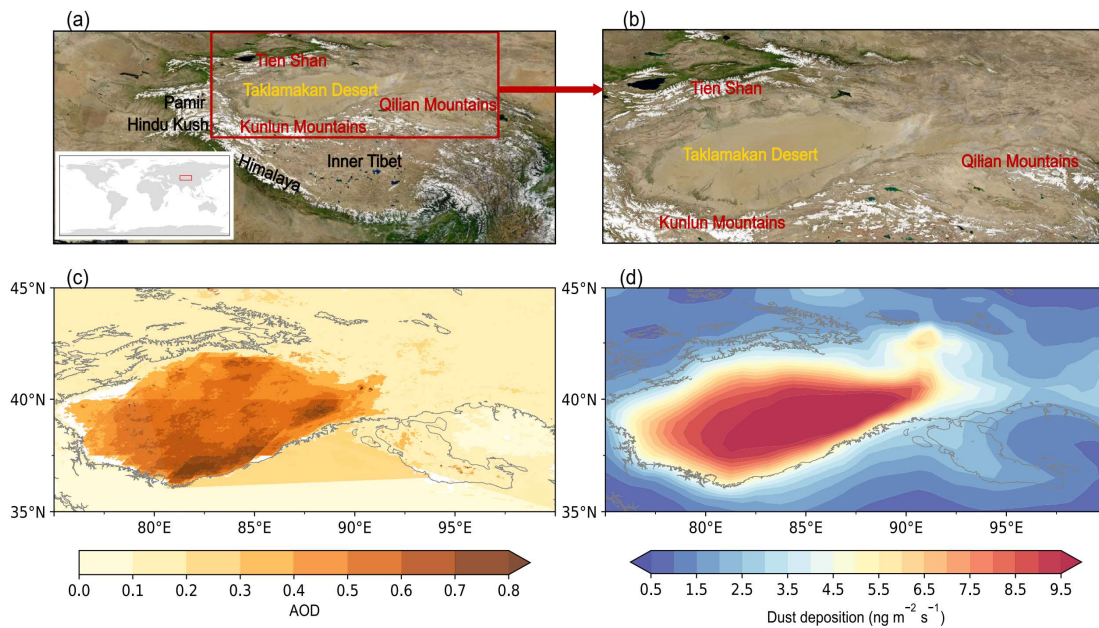 (a)
Tien Shan
Taklamakan Desert
Pamir
Qilian Mountains
Hindu Kush
Kunlun Mountains
Himalaya
Inner Tibet
(b)
Tien Shan
Taklamakan Desert
Qilian Mountains
Kunlun Mountains
(c)
45°N
40°N
35°N
80°E 85°E 90°E 95°E
0.0 0.1 0.2 0.3 0.4 0.5 0.6 0.7 0.8
AOD
(d)
45°N
40°N
35°N
80°E 85°E 90°E 95°E
0.5 1.5 2.5 3.5 4.5 5.5 6.5 7.5 8.5 9.5
Dust deposition (ng m⁻² s⁻¹)